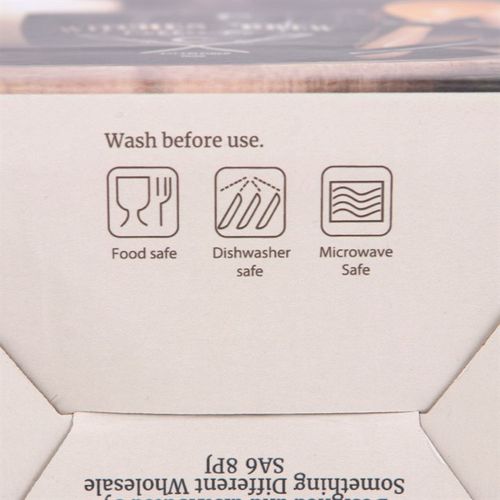 Wash before use.
Food safe
Dishwasher
safe
Microwave
Safe
Something Different Wholesale
SA6 8PJ